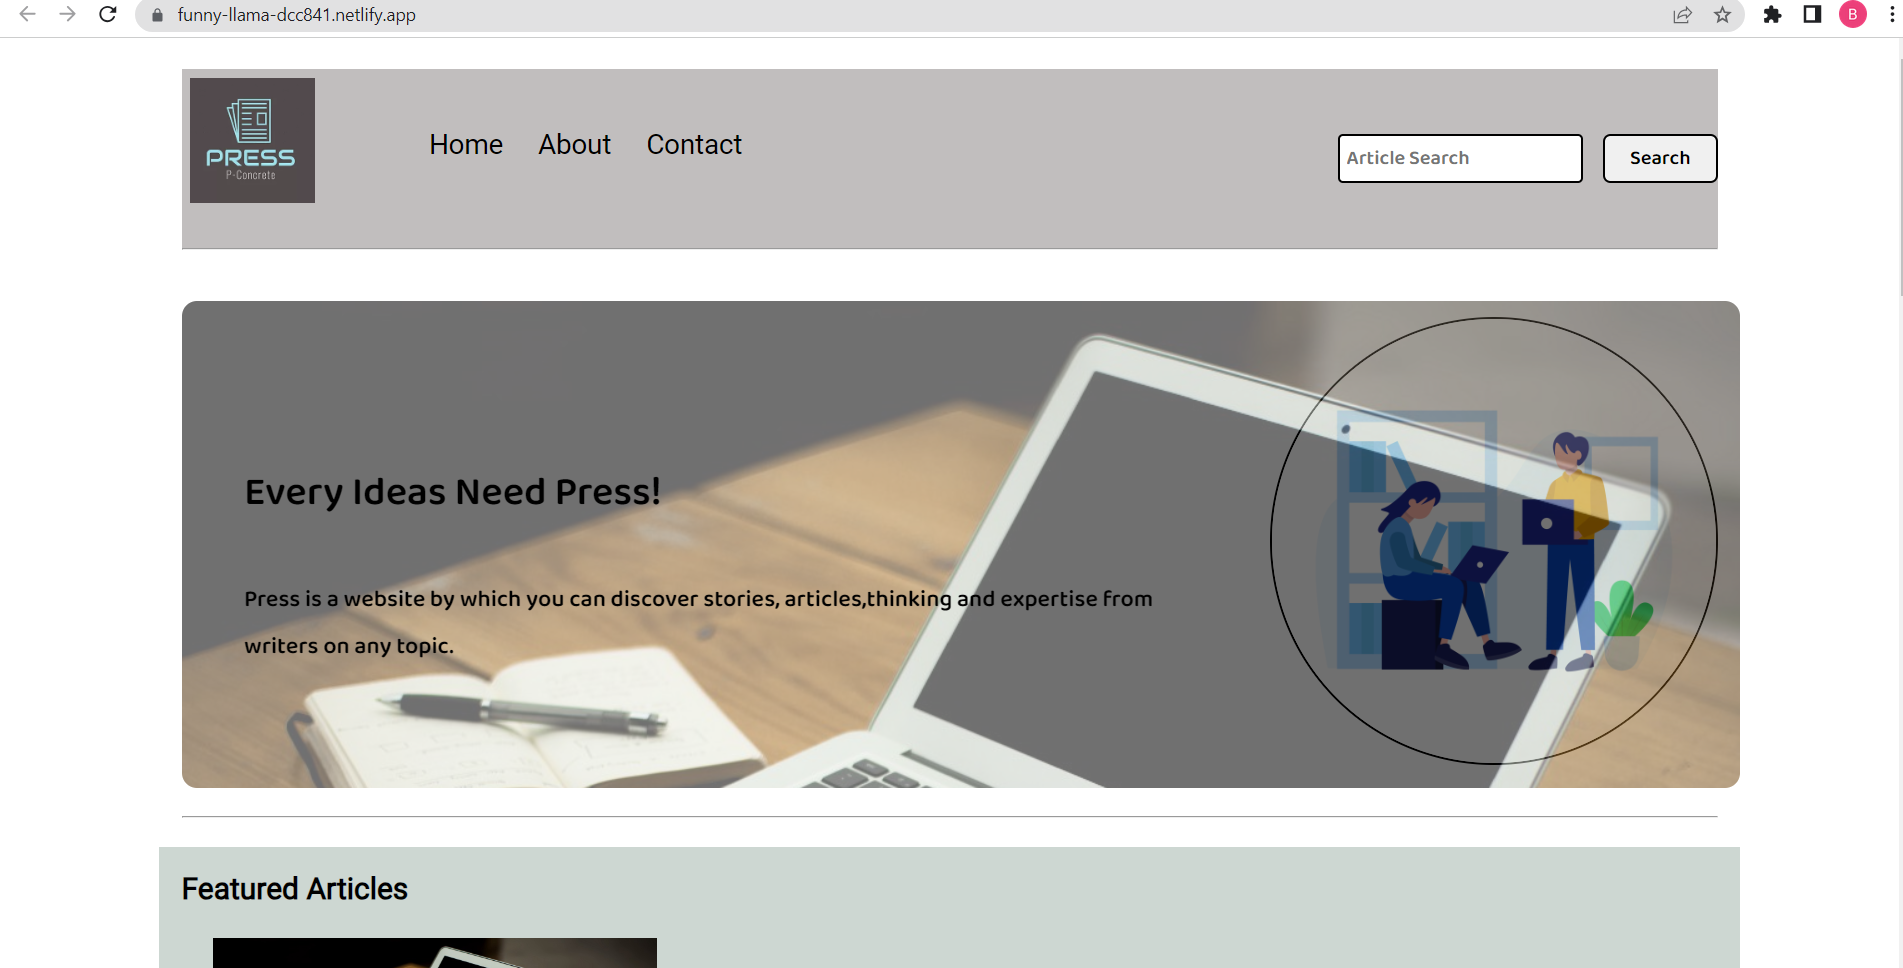 funny-llama-dcc841.netlify.app
B
PRESS
P-Concrete
Home About Contact
Article Search Search
Every Ideas Need Press!
Press is a website by which you can discover stories, articles,thinking and expertise from
writers on any topic.
Featured Articles